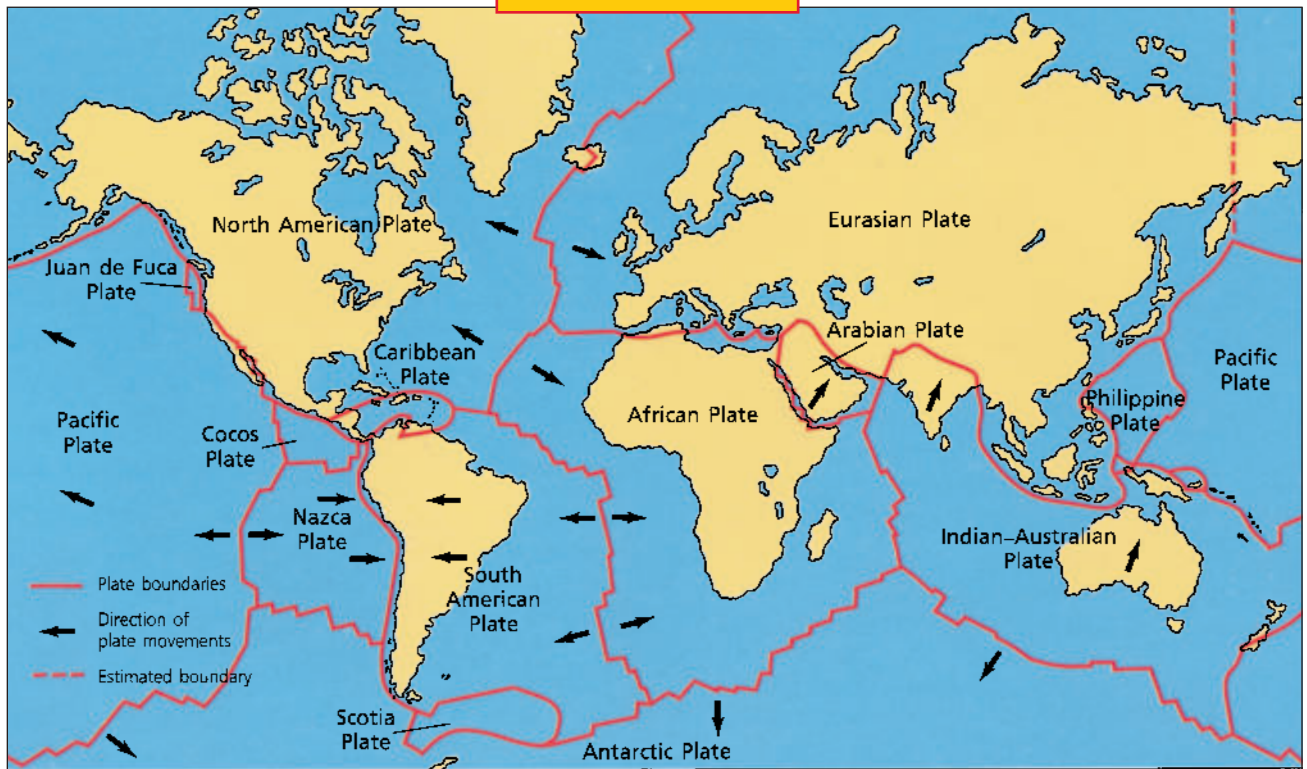 North American Plate
Eurasian Plate
Juan de Fuca
Plate
Caribbean
Plate
Arabian Plate
Pacific
Plate
African Plate
Philippine
Plate
Pacific
Plate
Cocos
Plate
Nazca
Plate
Indian–Australian
Plate
South
American
Plate
Plate boundaries
Direction of
plate movements
Estimated boundary
Scotia
Plate
Antarctic Plate